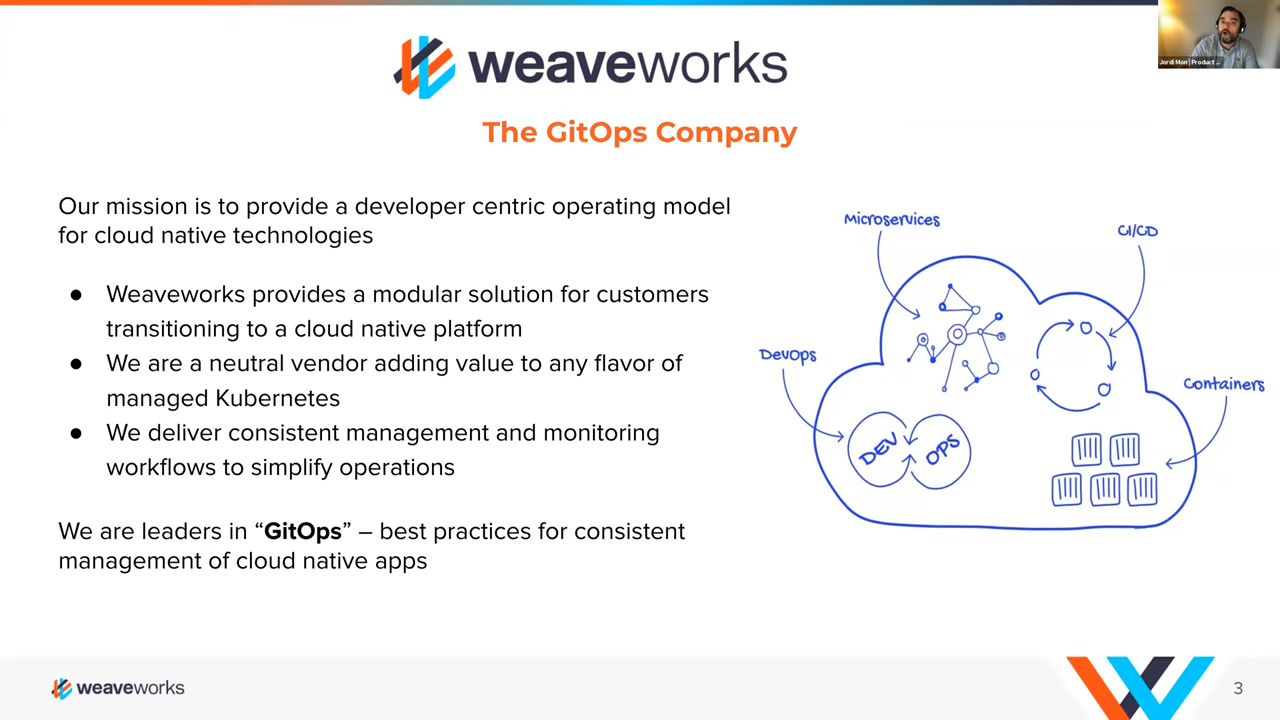 weaveworks
Jordi Mon | Product ...
The GitOps Company
Our mission is to provide a developer centric operating model
for cloud native technologies
● Weaveworks provides a modular solution for customers
transitioning to a cloud native platform
● We are a neutral vendor adding value to any flavor of
managed Kubernetes
● We deliver consistent management and monitoring
workflows to simplify operations
We are leaders in “GitOps” – best practices for consistent
management of cloud native apps
Microservices
CI/CD
DevOps
Containers
DEV
OPS
weaveworks
3